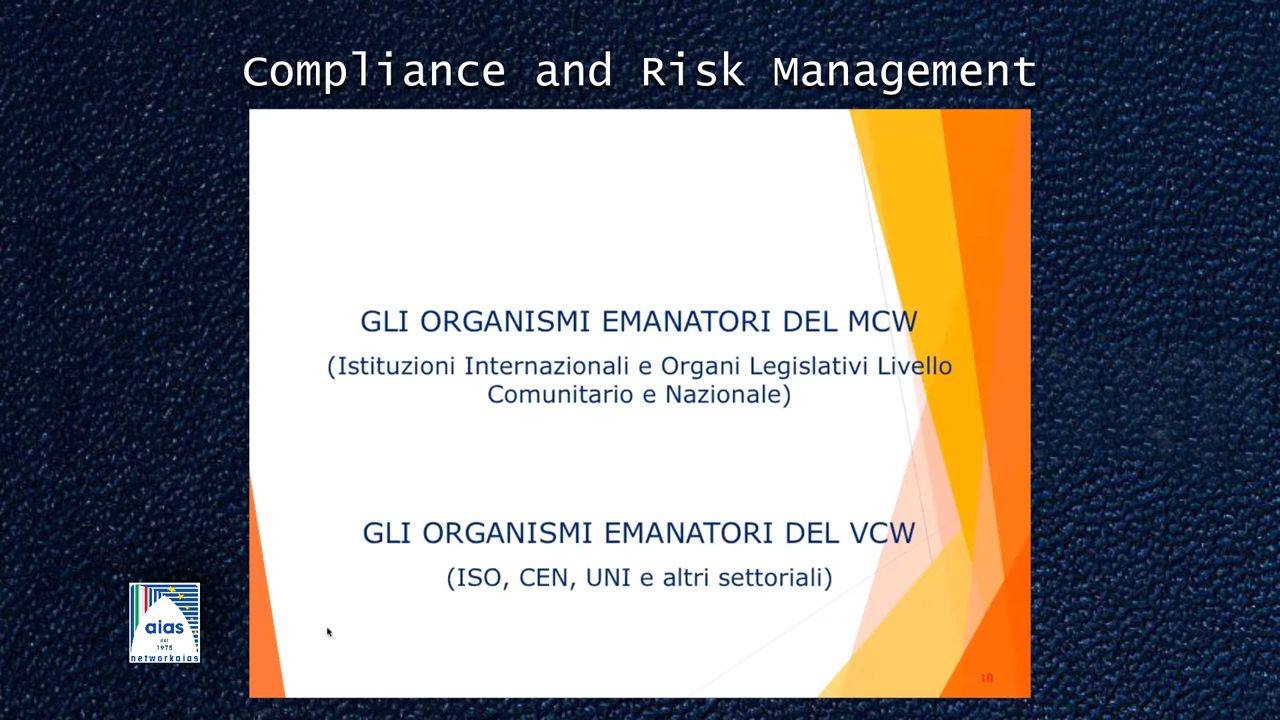 Compliance and Risk Management
GLI ORGANISMI EMANATORI DEL MCW
(Istituzioni Internazionali e Organi Legislativi Livello
Comunitario e Nazionale)
GLI ORGANISMI EMANATORI DEL VCW
(ISO, CEN, UNI e altri settoriali)
aias
dal
1975
networkaias
10